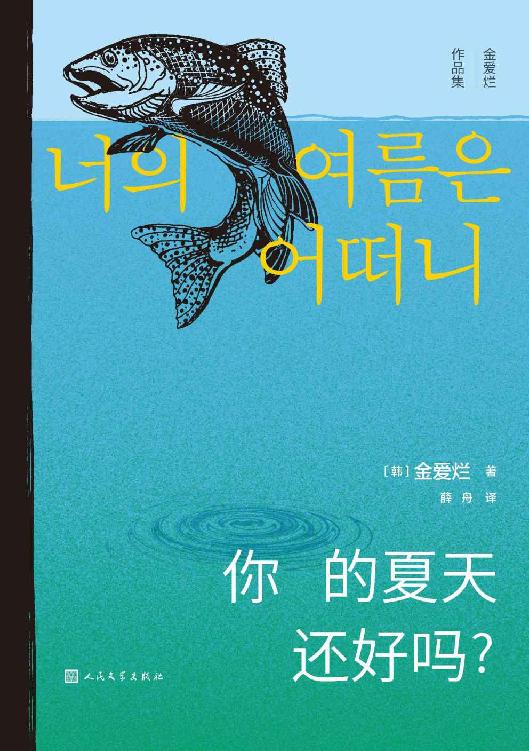 金爱烂
作品集
너의 여름은
어떠니
[韩]金爱烂 著
薛舟 译
你 的夏天
还好吗?
人民文学出版社